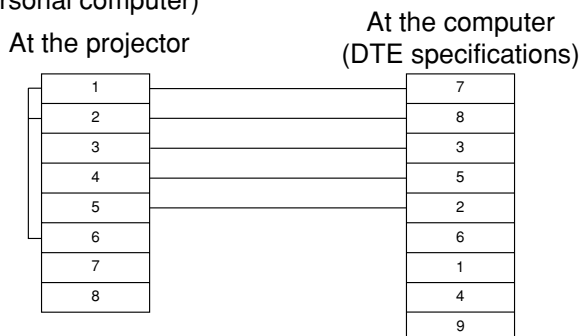 rsonal computer)
At the projector
At the computer
(DTE specifications)
1 7
2 8
3 3
4 5
5 2
6 6
7 1
8 4
9